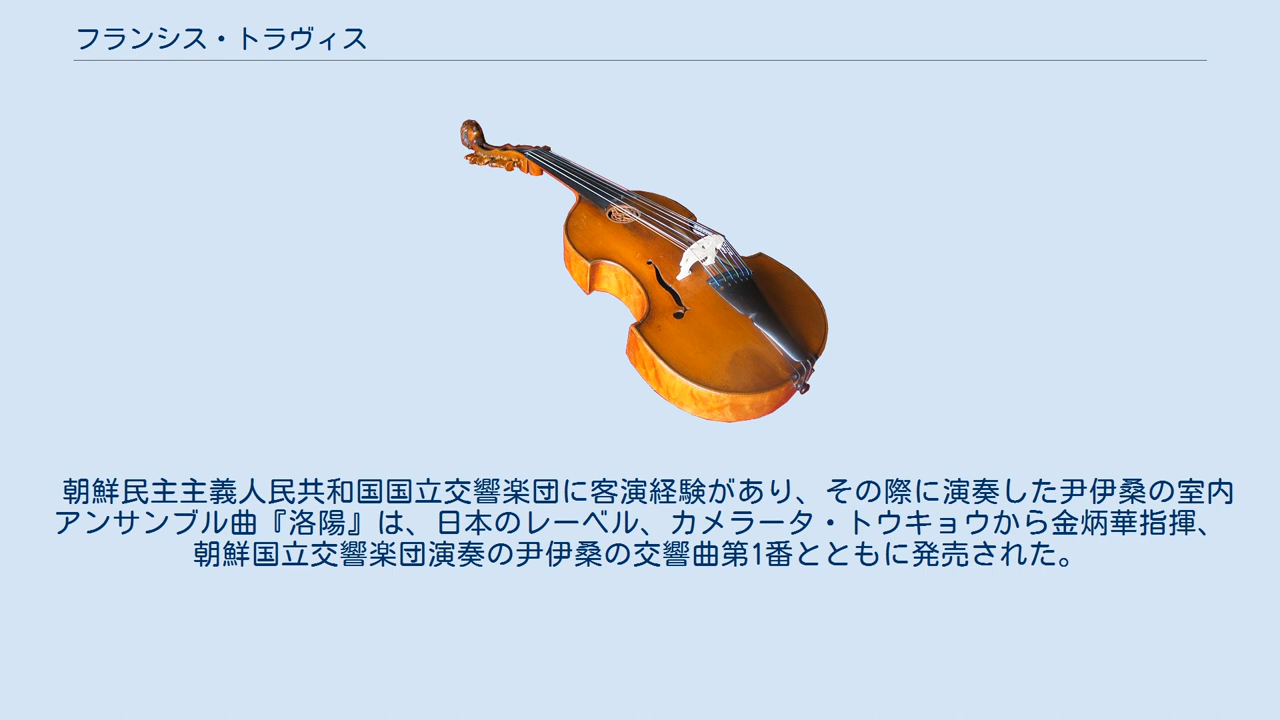 フランシス・トラヴィス
朝鮮民主主義人民共和国国立交響楽団に客演経験があり、その際に演奏した尹伊桑の室内
アンサンブル曲『洛陽』は、日本のレーベル、カメラータ・トウキョウから金炳華指揮、
朝鮮国立交響楽団演奏の尹伊桑の交響曲第1番とともに発売された。